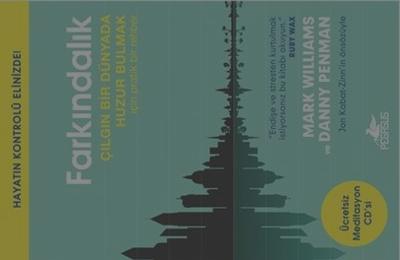 HAYATIN KONTROLÜ ELİNİZDE!
Farkındalık
ÇILGIN BİR DÜNYADA
HUZUR BULMAK
için pratik bir rehber
"Endişe ve stresten kurtulmak
istiyorsanız bu kitabı okuyun."
RUBY WAX
MARK WILLIAMS
ve DANNY PENMAN
Jon Kabat-Zinn'in önsözüyle
PEGASUS
Ücretsiz
Meditasyon
CD'si